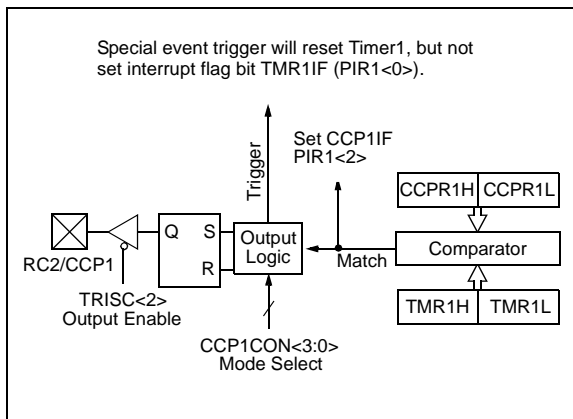 Special event trigger will reset Timer1, but not
set interrupt flag bit TMR1IF (PIR1<0>).
Trigger
Set CCP1IF
PIR1<2>
CCPR1H CCPR1L
Q S
R
Output
Logic
Match
Comparator
RC2/CCP1
TRISC<2>
Output Enable
TMR1H TMR1L
CCP1CON<3:0>
Mode Select